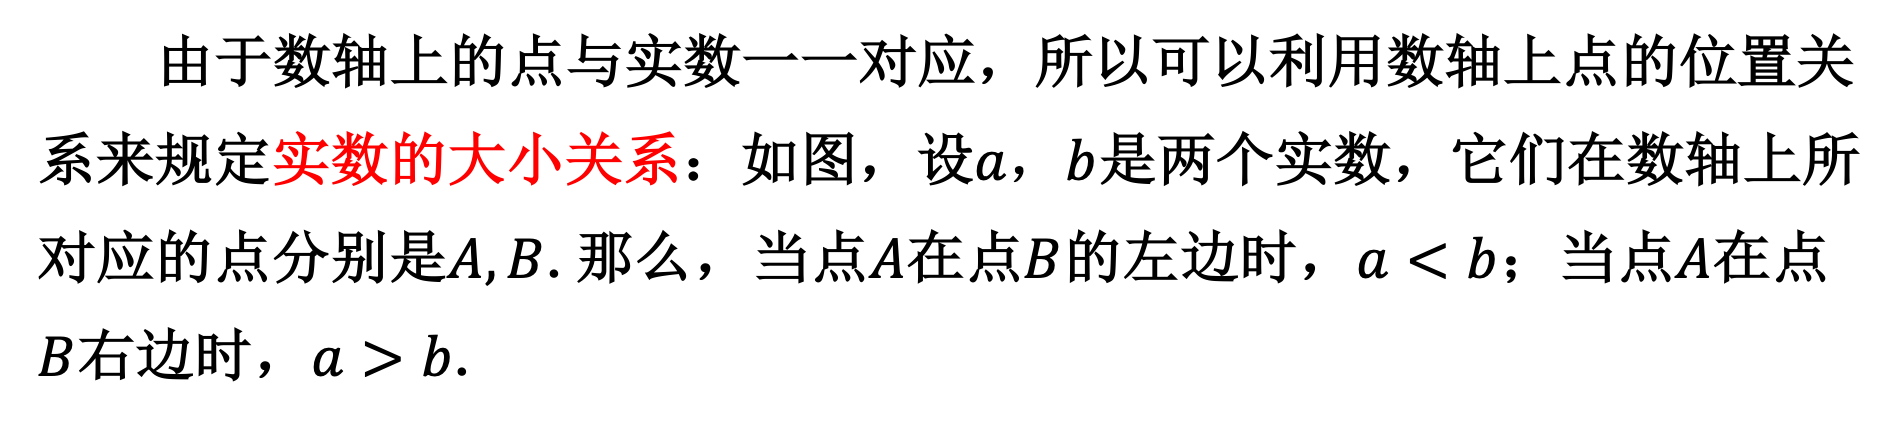 由于数轴上的点与实数一一对应，所以可以利用数轴上点的位置关
系来规定实数的大小关系：如图，设a，b是两个实数，它们在数轴上所
对应的点分别是A,B. 那么，当点A在点B的左边时，a < b；当点A在点
B右边时，a > b.